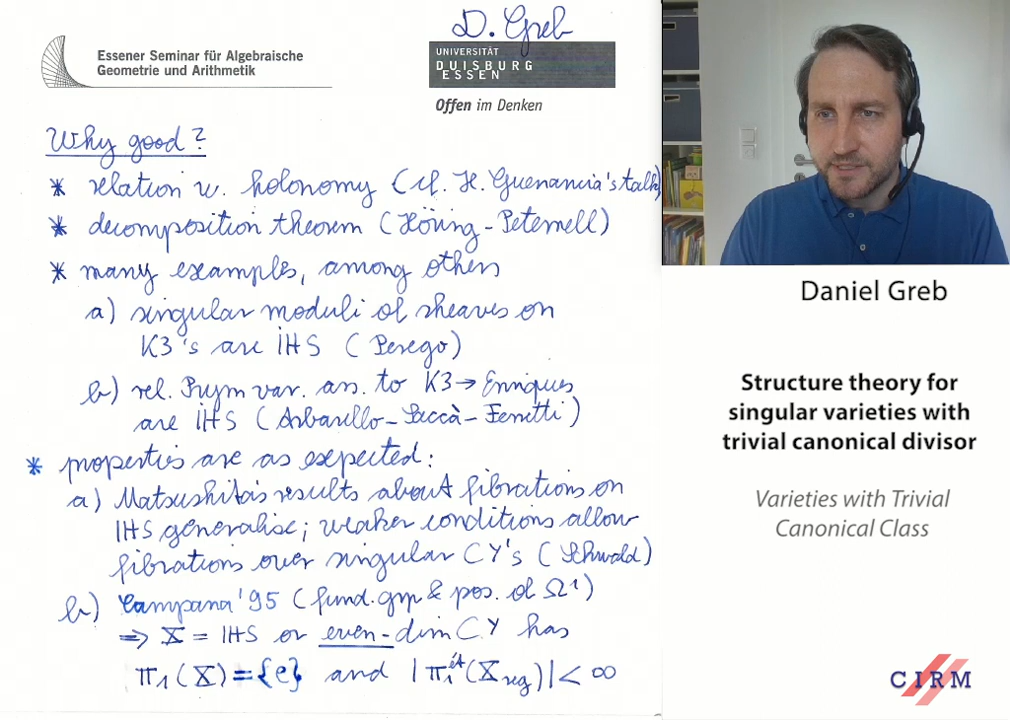 D. Greb
Essener Seminar für Algebraische
Geometrie und Arithmetik
UNIVERSITÄT
DUISBURG
ESSEN
Offen im Denken
Why good?
* relation w. holonomy (cf. H. Guenancia's talk)
* decomposition theorem (Höring-Peternell)
* many examples, among others
a) singular moduli of sheaves on
K3's are IHS (Perego)
b) rel. Prym var. ass. to K3 → Enriques
are IHS (Arbarello-Saccà-Ferretti)
* properties are as expected:
a) Matsushita's results about fibrations on
IHS generalise; weaker conditions allow
fibrations over singular CY's (Schwald)
b) Campana '95 (fund. grp & pos. of Ω¹)
⇒ X = IHS or even-dim CY has
π₁(X) = {e} and |π₁ét(X_reg)| < ∞
Daniel Greb
Structure theory for
singular varieties with
trivial canonical divisor
Varieties with Trivial
Canonical Class
CIRM